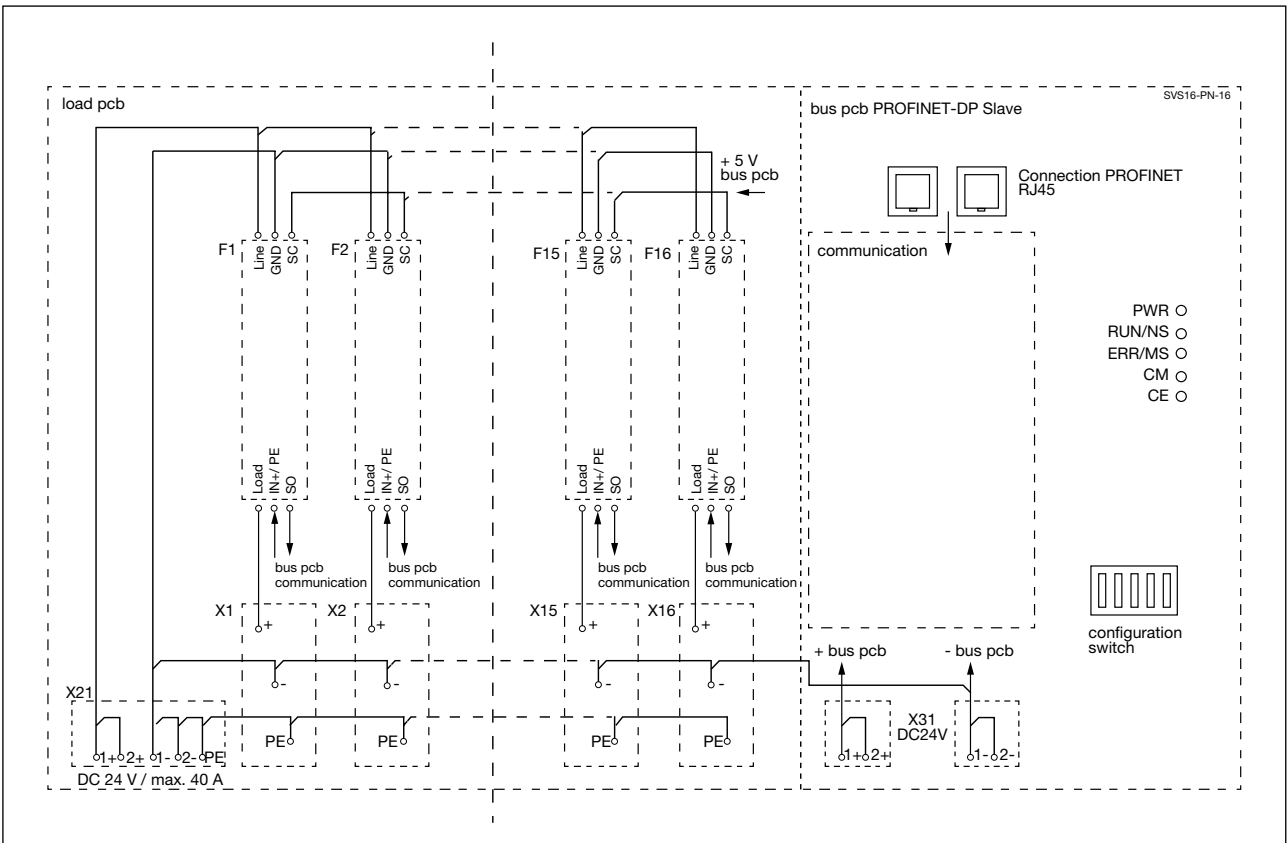 SVS16-PN-16
load pcb
bus pcb PROFINET-DP Slave
+ 5 V
bus pcb
Connection PROFINET
RJ45
F1
Line
GND
SC
F2
Line
GND
SC
F15
Line
GND
SC
F16
Line
GND
SC
communication
PWR
RUN/NS
ERR/MS
CM
CE
Load
IN+/ PE
SO
Load
IN+/ PE
SO
Load
IN+/ PE
SO
Load
IN+/ PE
SO
bus pcb
communication
bus pcb
communication
bus pcb
communication
bus pcb
communication
X1
+
-
PE
X2
+
-
PE
X15
+
-
PE
X16
+
-
PE
configuration
switch
+ bus pcb
- bus pcb
X21
1+ 2+ 1- 2- PE
DC 24 V / max. 40 A
X31
DC24V
1+ 2+
1- 2-